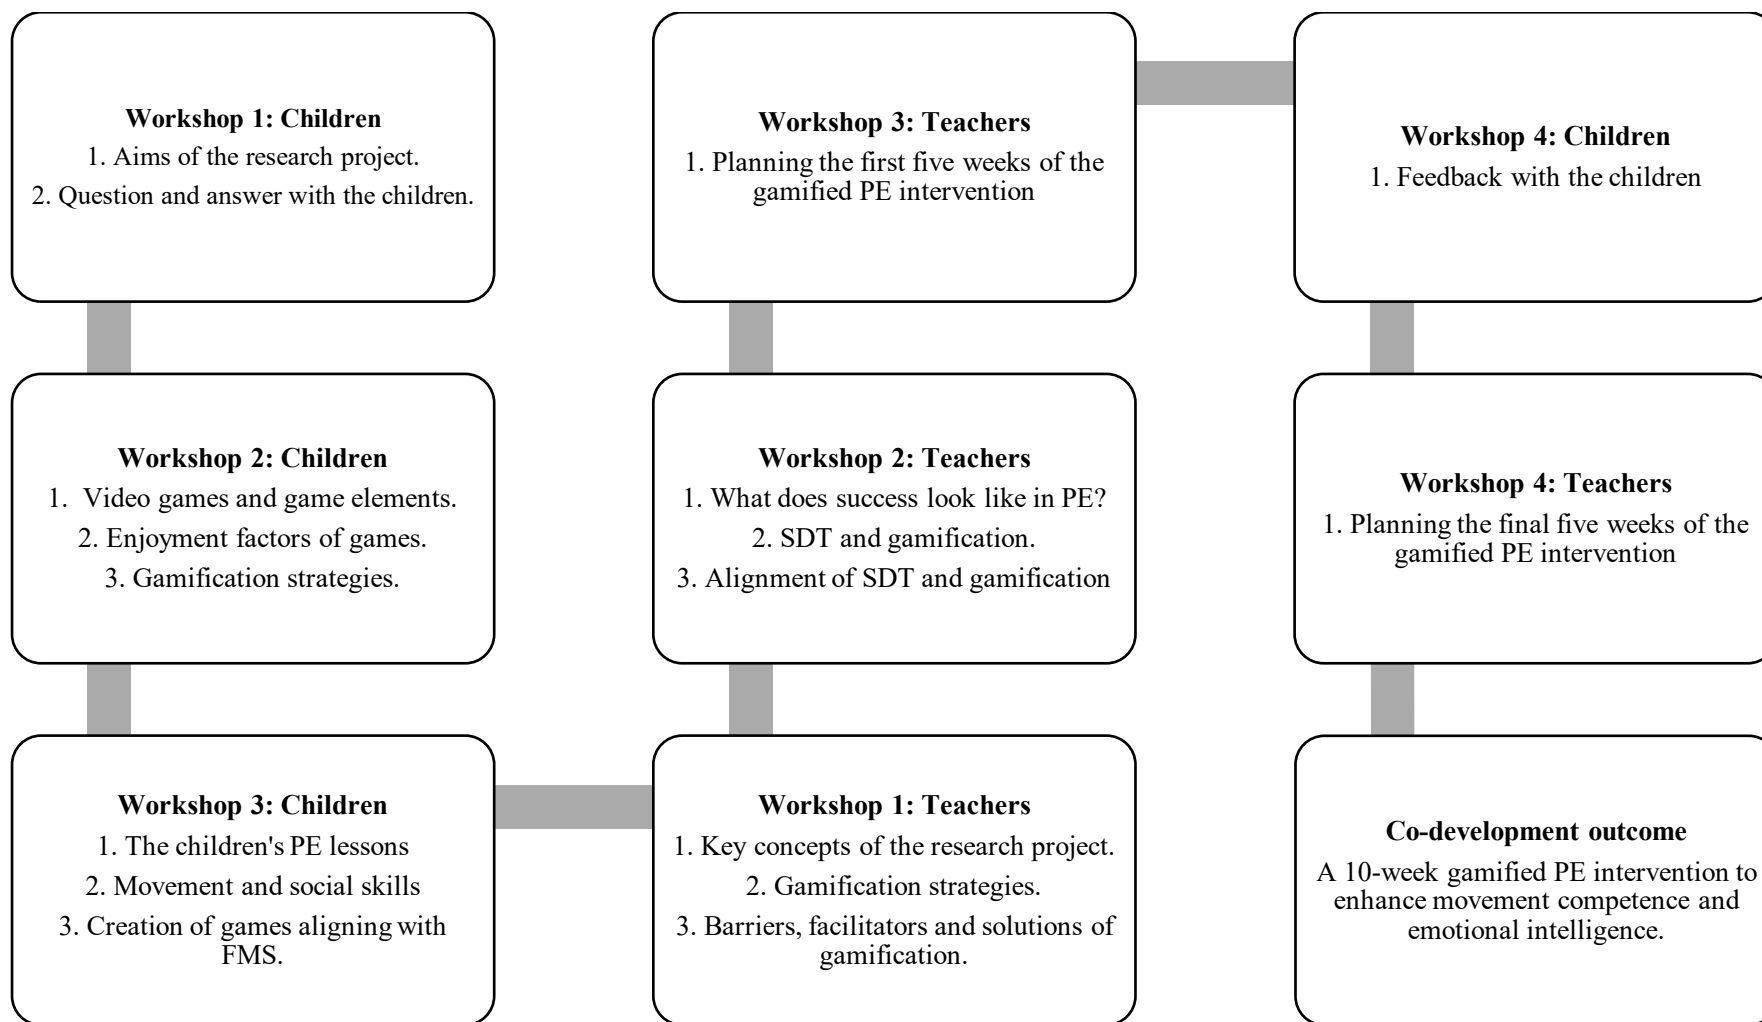 Workshop 1: Children
1. Aims of the research project.
2. Question and answer with the children.
Workshop 2: Children
1. Video games and game elements.
2. Enjoyment factors of games.
3. Gamification strategies.
Workshop 3: Children
1. The children's PE lessons
2. Movement and social skills
3. Creation of games aligning with
FMS.
Workshop 1: Teachers
1. Key concepts of the research project.
2. Gamification strategies.
3. Barriers, facilitators and solutions of
gamification.
Workshop 2: Teachers
1. What does success look like in PE?
2. SDT and gamification.
3. Alignment of SDT and gamification
Workshop 3: Teachers
1. Planning the first five weeks of the
gamified PE intervention
Workshop 4: Children
1. Feedback with the children
Workshop 4: Teachers
1. Planning the final five weeks of the
gamified PE intervention
Co-development outcome
A 10-week gamified PE intervention to
enhance movement competence and
emotional intelligence.